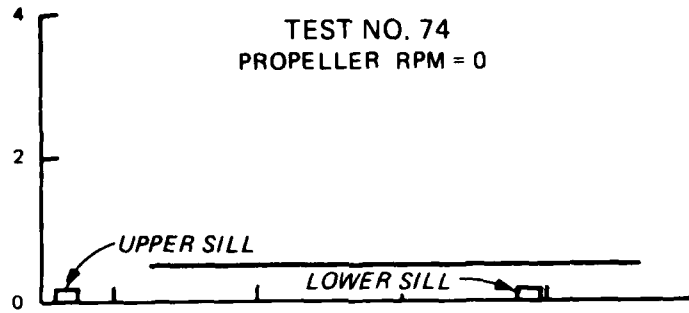 4
TEST NO. 74
PROPELLER RPM = 0
2
UPPER SILL
LOWER SILL
0